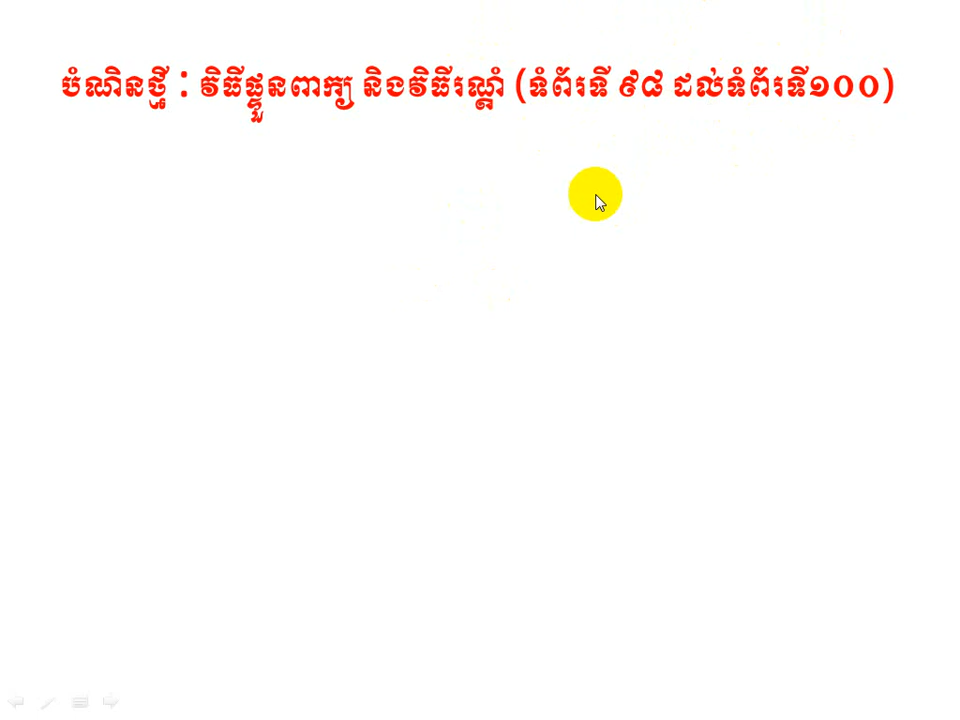 បំណិនថ្មី : វិធីផ្គួនពាក្យ និងវិធីរណ្ដំ (ទំព័រទី ៩៨ ដល់ទំព័រទី១០០)